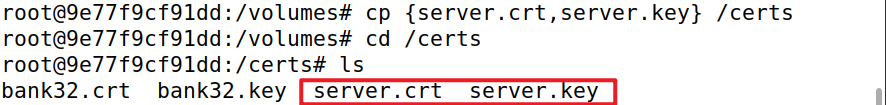 root@9e77f9cf91dd:/volumes# cp {server.crt,server.key} /certs
root@9e77f9cf91dd:/volumes# cd /certs
root@9e77f9cf91dd:/certs# ls
bank32.crt  bank32.key  server.crt  server.key